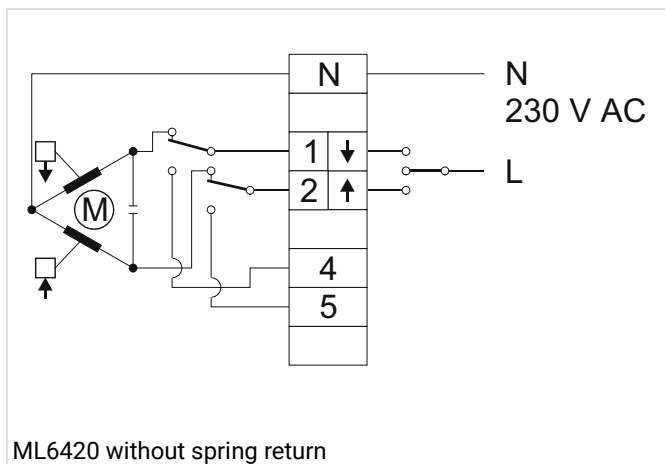 N N
230 V AC
1 ↓
L
2 ↑
M
4
5
ML6420 without spring return